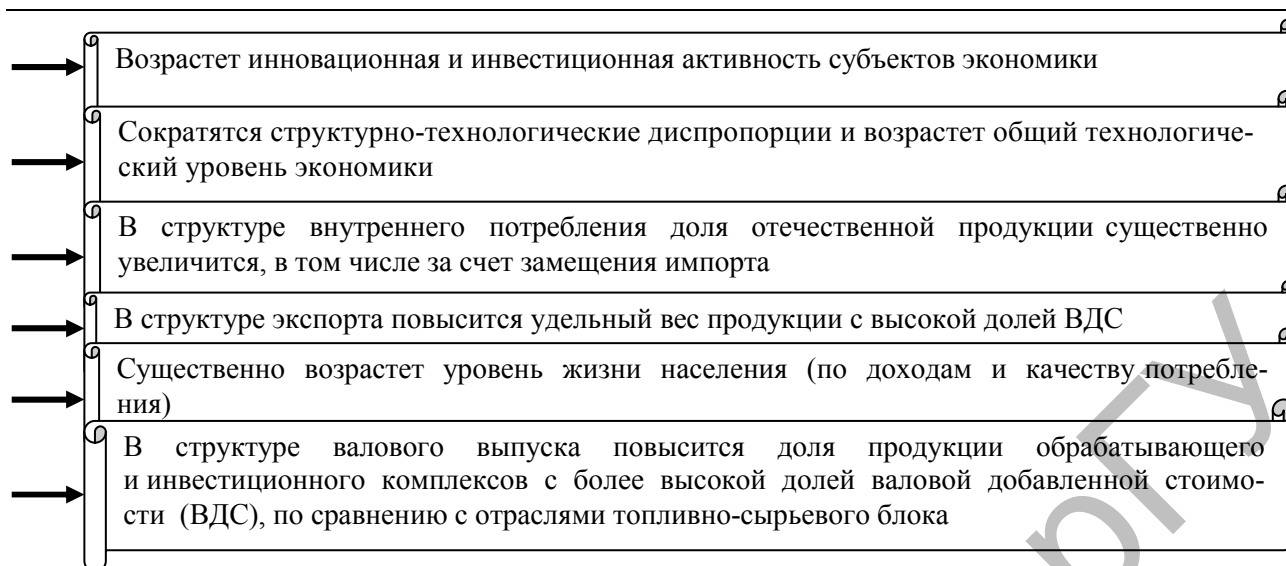 Возрастет инновационная и инвестиционная активность субъектов экономики
Сократятся структурно-технологические диспропорции и возрастет общий технологиче-
ский уровень экономики
В структуре внутреннего потребления доля отечественной продукции существенно
увеличится, в том числе за счет замещения импорта
В структуре экспорта повысится удельный вес продукции с высокой долей ВДС
Существенно возрастет уровень жизни населения (по доходам и качеству потребле-
ния)
В структуре валового выпуска повысится доля продукции обрабатывающего
и инвестиционного комплексов с более высокой долей валовой добавленной стоимо-
сти (ВДС), по сравнению с отраслями топливно-сырьевого блока
рГУ